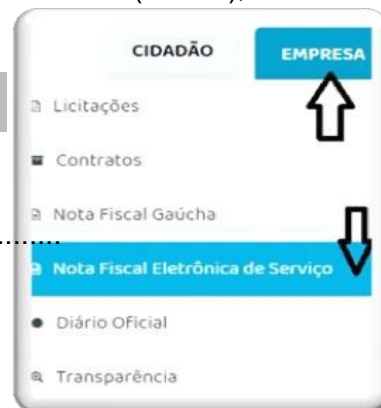 CIDADÃO EMPRESA
Licitações
Contratos
Nota Fiscal Gaúcha
.........
Nota Fiscal Eletrônica de Serviço
Diário Oficial
Transparência